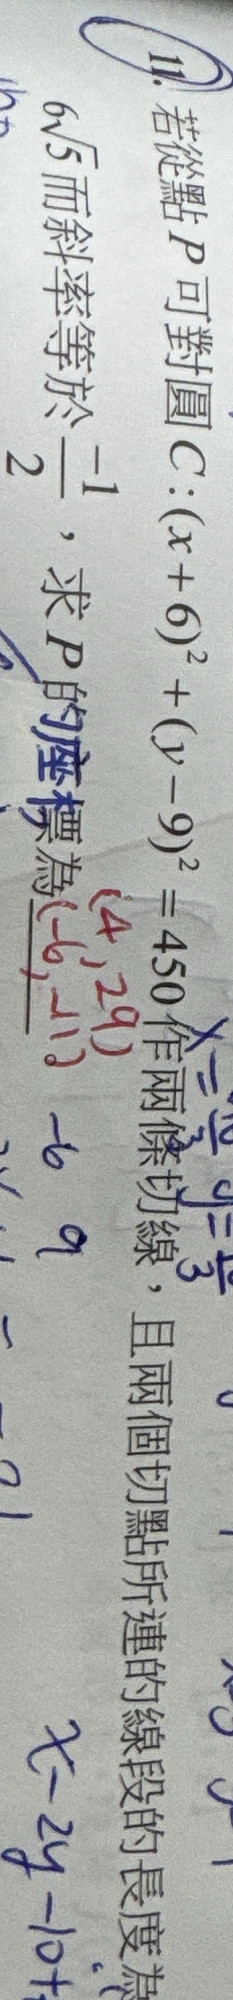 11. 若從點 P 可對圓 C : (x+6)² + (y−9)² = 450 作兩條切線，且兩個切點所連的線段的長度為
6√5 而斜率等於 −1/2 ，求 P 的座標為
(4, 29)
(-6, -11)
-6 9
x-2y-10+